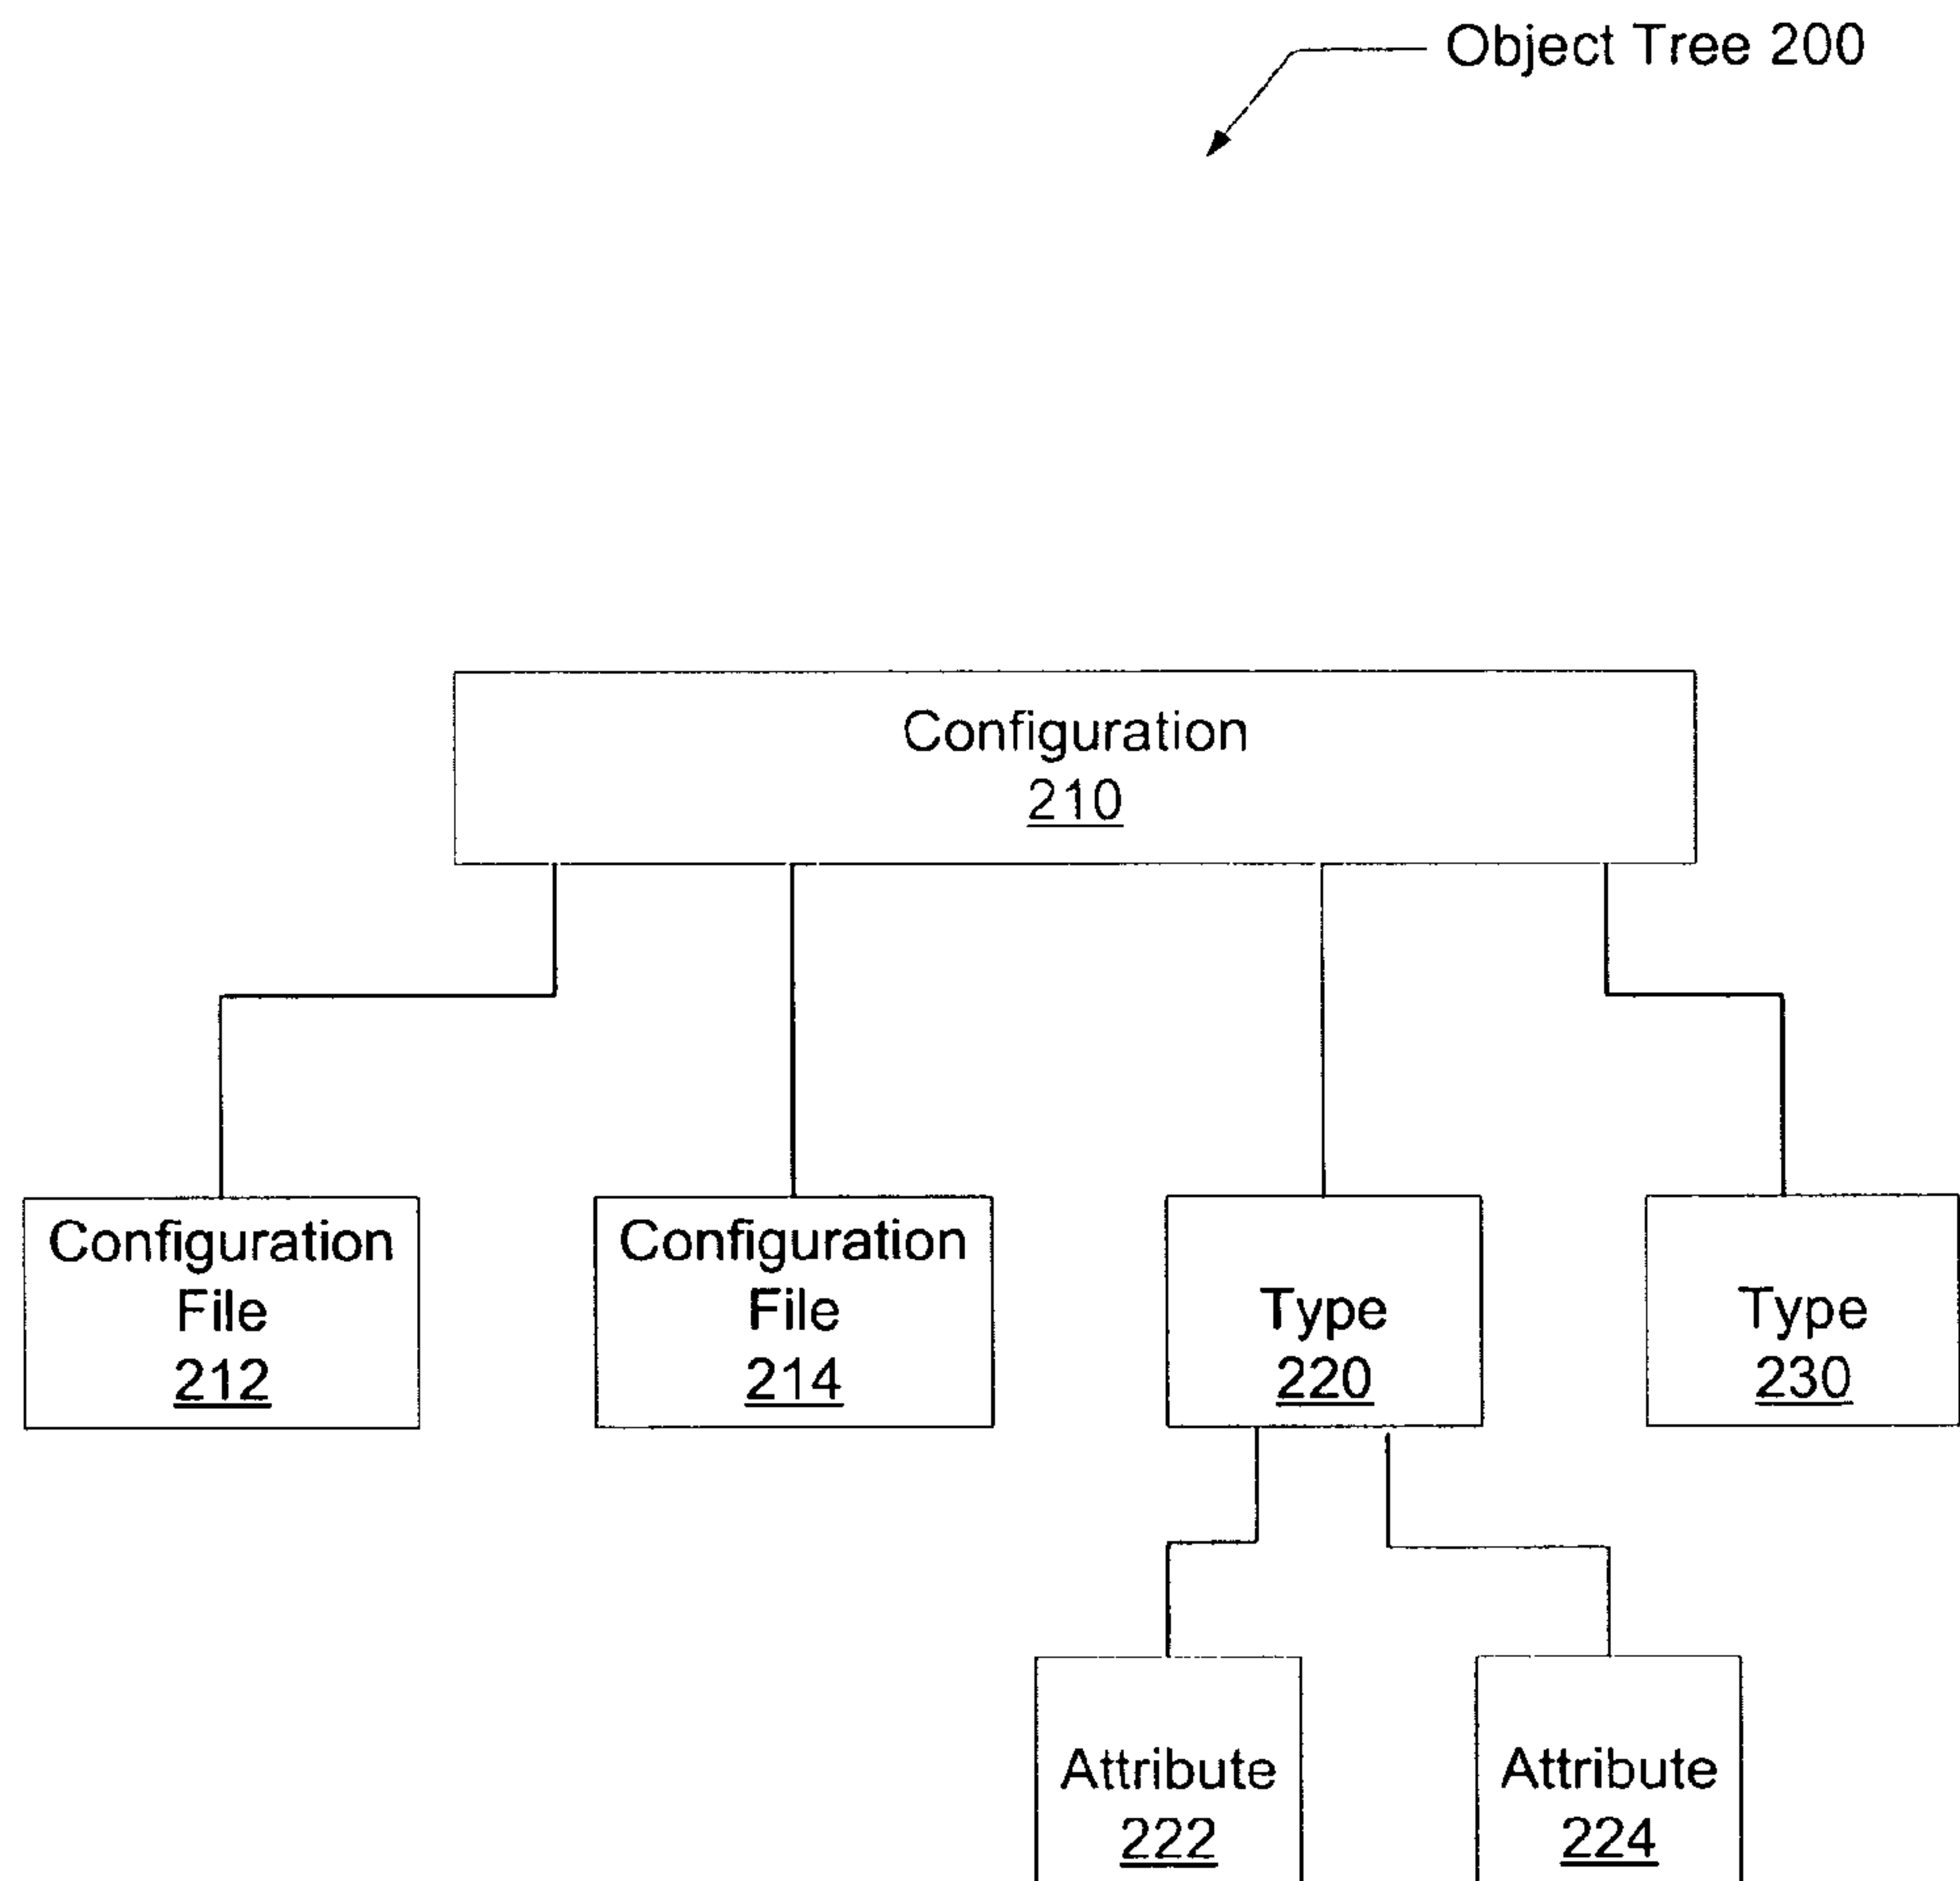 Object Tree 200
Configuration
210
Configuration
File
212
Configuration
File
214
Type
220
Type
230
Attribute
222
Attribute
224